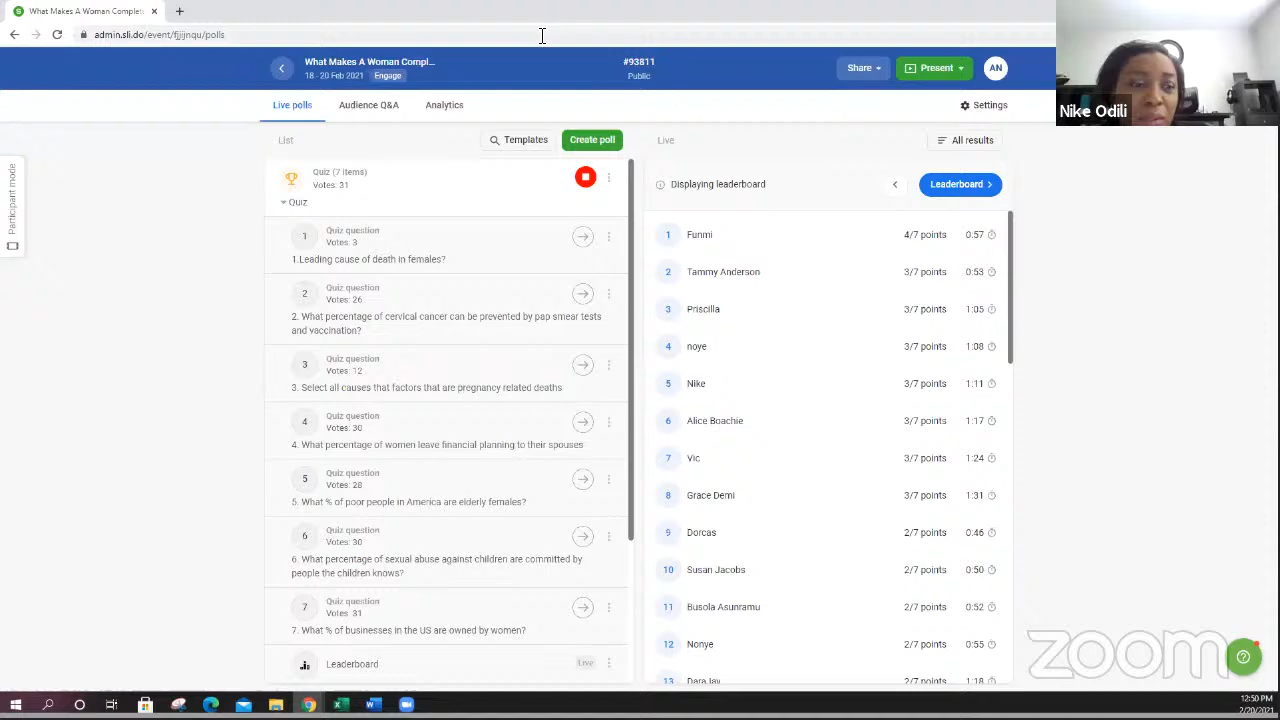 What Makes A Woman Complet
admin.sli.do/event/fjjjnqu/polls
What Makes A Woman Compl...
18 - 20 Feb 2021 Engage
#93811
Public
Share
Present
AN
Nike Odili
Live polls
Audience Q&A
Analytics
Settings
List
Templates
Create poll
Live
All results
Participant mode
Quiz (7 items)
Votes: 31
Quiz
1
Quiz question
Votes: 3
1.Leading cause of death in females?
2
Quiz question
Votes: 26
2. What percentage of cervical cancer can be prevented by pap smear tests
and vaccination?
3
Quiz question
Votes: 12
3. Select all causes that factors that are pregnancy related deaths
4
Quiz question
Votes: 30
4. What percentage of women leave financial planning to their spouses
5
Quiz question
Votes: 28
5. What % of poor people in America are elderly females?
6
Quiz question
Votes: 30
6. What percentage of sexual abuse against children are committed by
people the children knows?
7
Quiz question
Votes: 31
7. What % of businesses in the US are owned by women?
Leaderboard Live
Displaying leaderboard
Leaderboard
1 Funmi 4/7 points 0:57
2 Tammy Anderson 3/7 points 0:53
3 Priscilla 3/7 points 1:05
4 noye 3/7 points 1:08
5 Nike 3/7 points 1:11
6 Alice Boachie 3/7 points 1:17
7 Vic 3/7 points 1:24
8 Grace Demi 3/7 points 1:31
9 Dorcas 2/7 points 0:46
10 Susan Jacobs 2/7 points 0:50
11 Busola Asunramu 2/7 points 0:52
12 Nonye 2/7 points 0:55
13 DaraJay 2/7 points 1:18
zoom
12:50 PM
2/20/2021